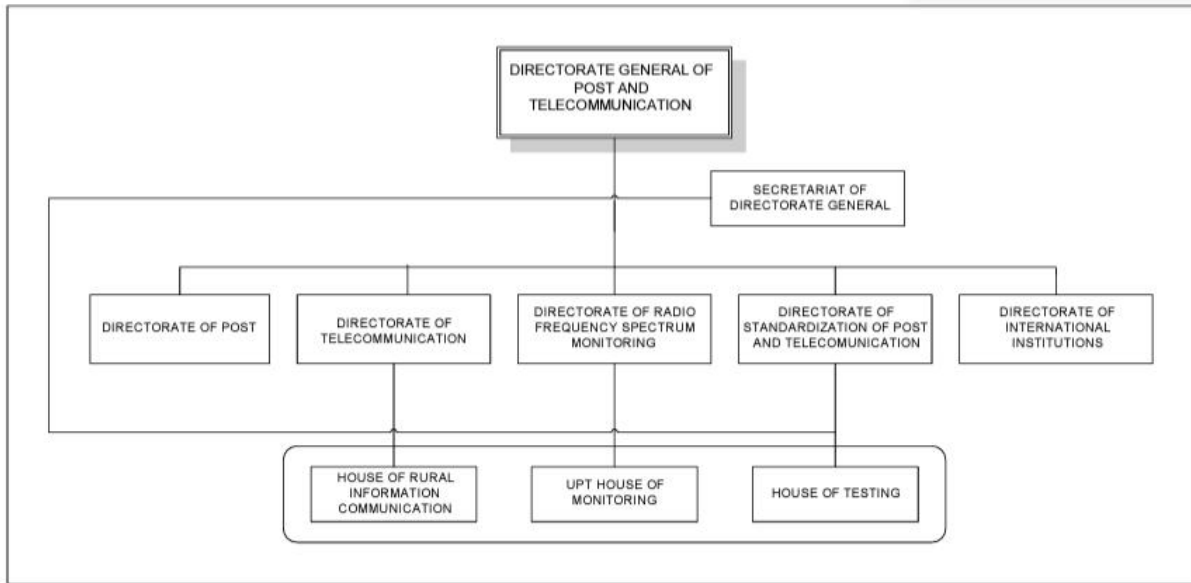 DIRECTORATE GENERAL OF
POST AND
TELECOMMUNICATION
SECRETARIAT OF
DIRECTORATE GENERAL
DIRECTORATE OF POST
DIRECTORATE OF
TELECOMMUNICATION
DIRECTORATE OF RADIO
FREQUENCY SPECTRUM
MONITORING
DIRECTORATE OF
STANDARDIZATION OF POST
AND TELECOMUNICATION
DIRECTORATE OF
INTERNATIONAL
INSTITUTIONS
HOUSE OF RURAL
INFORMATION
COMMUNICATION
UPT HOUSE OF
MONITORING
HOUSE OF TESTING